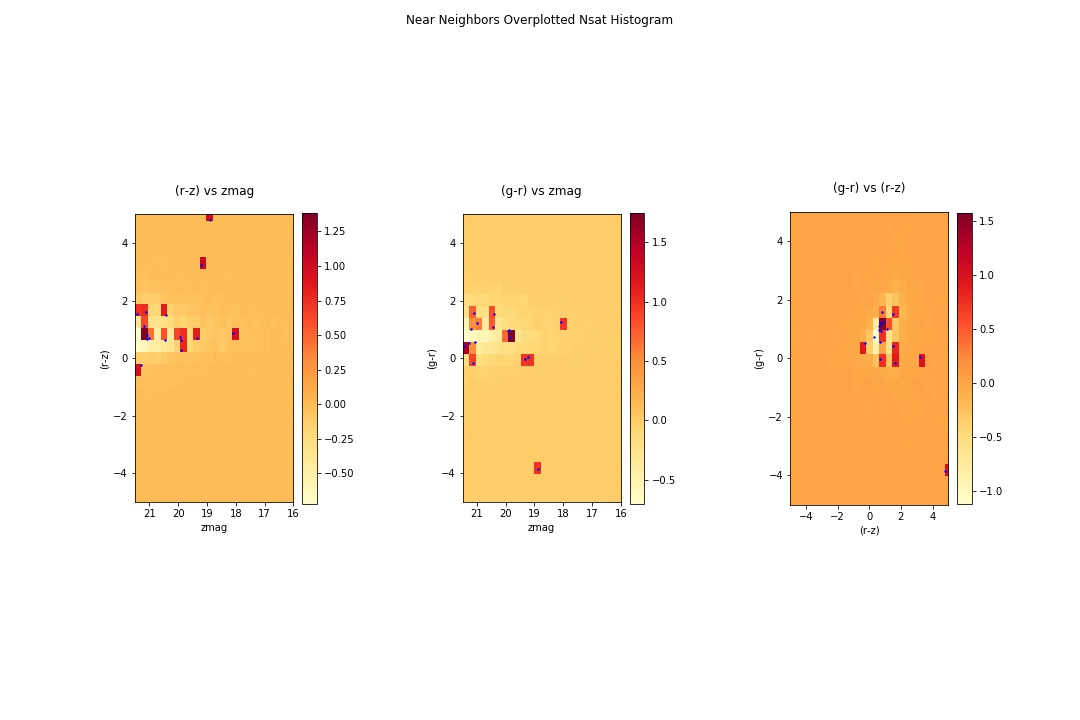 Near Neighbors Overplotted Nsat Histogram
(r-z) vs zmag
4
2
0
−2
−4
(r-z)
21 20 19 18 17 16
zmag
1.25
1.00
0.75
0.50
0.25
0.00
−0.25
−0.50
(g-r) vs zmag
4
2
0
−2
−4
(g-r)
21 20 19 18 17 16
zmag
1.5
1.0
0.5
0.0
−0.5
(g-r) vs (r-z)
4
2
0
−2
−4
(g-r)
−4 −2 0 2 4
(r-z)
1.5
1.0
0.5
0.0
−0.5
−1.0